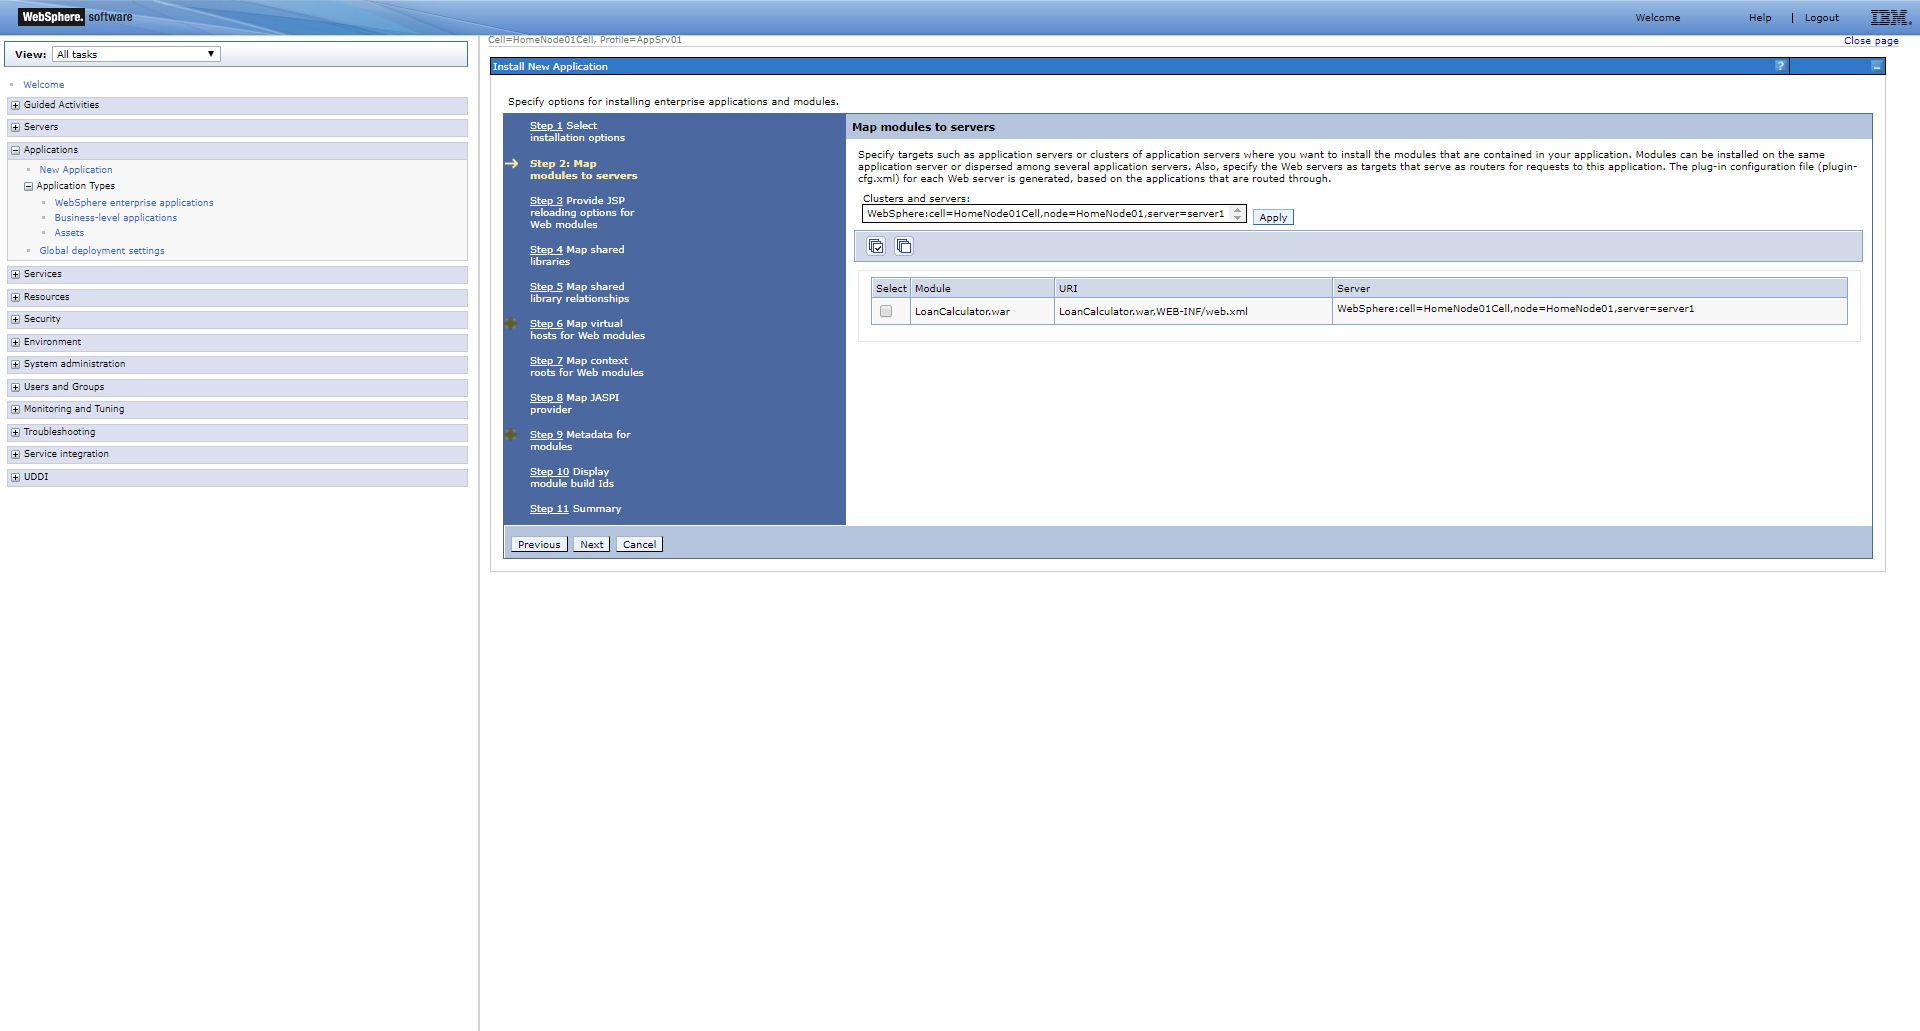 WebSphere. software
Welcome Help | Logout IBM.
View: All tasks
Cell=HomeNode01Cell, Profile=AppSrv01
Close page
Welcome
Guided Activities
Servers
Applications
New Application
Application Types
WebSphere enterprise applications
Business-level applications
Assets
Global deployment settings
Services
Resources
Security
Environment
System administration
Users and Groups
Monitoring and Tuning
Troubleshooting
Service integration
UDDI
Install New Application
?
Specify options for installing enterprise applications and modules.
Step 1 Select
installation options
Step 2: Map
modules to servers
Step 3 Provide JSP
reloading options for
Web modules
Step 4 Map shared
libraries
Step 5 Map shared
library relationships
Step 6 Map virtual
hosts for Web modules
Step 7 Map context
roots for Web modules
Step 8 Map JASPI
provider
Step 9 Metadata for
modules
Step 10 Display
module build Ids
Step 11 Summary
Map modules to servers
Specify targets such as application servers or clusters of application servers where you want to install the modules that are contained in your application. Modules can be installed on the same
application server or dispersed among several application servers. Also, specify the Web servers as targets that serve as routers for requests to this application. The plug-in configuration file (plugin-
cfg.xml) for each Web server is generated, based on the applications that are routed through.
Clusters and servers:
WebSphere:cell=HomeNode01Cell,node=HomeNode01,server=server1
Apply
Select Module URI Server
LoanCalculator.war LoanCalculator.war,WEB-INF/web.xml WebSphere:cell=HomeNode01Cell,node=HomeNode01,server=server1
Previous Next Cancel